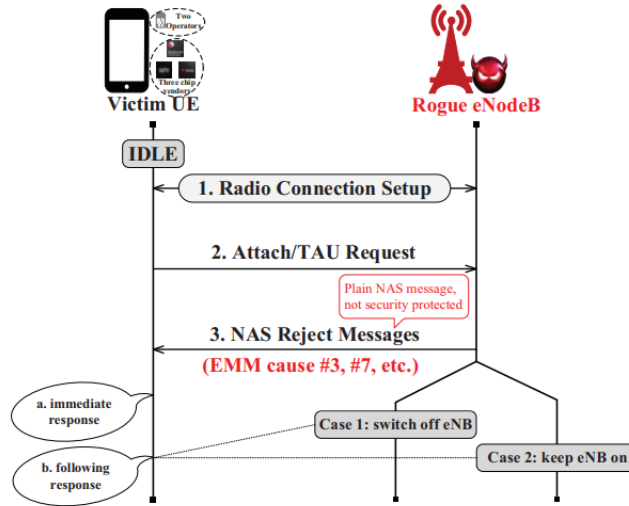 Two
Operators
Three chip
vendors
Victim UE
Rogue eNodeB
IDLE
1. Radio Connection Setup
2. Attach/TAU Request
Plain NAS message,
not security protected
3. NAS Reject Messages
(EMM cause #3, #7, etc.)
a. immediate
response
Case 1: switch off eNB
b. following
response
Case 2: keep eNB on